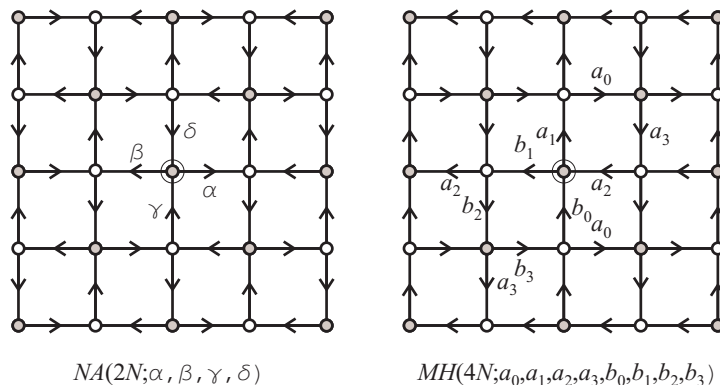 a₀
δ
a₁
a₃
β
b₁
α
a₂
a₂
γ
b₂
b₀
a₀
b₃
a₃
NA(2N;α, β, γ, δ)
MH(4N;a₀,a₁,a₂,a₃,b₀,b₁,b₂,b₃)